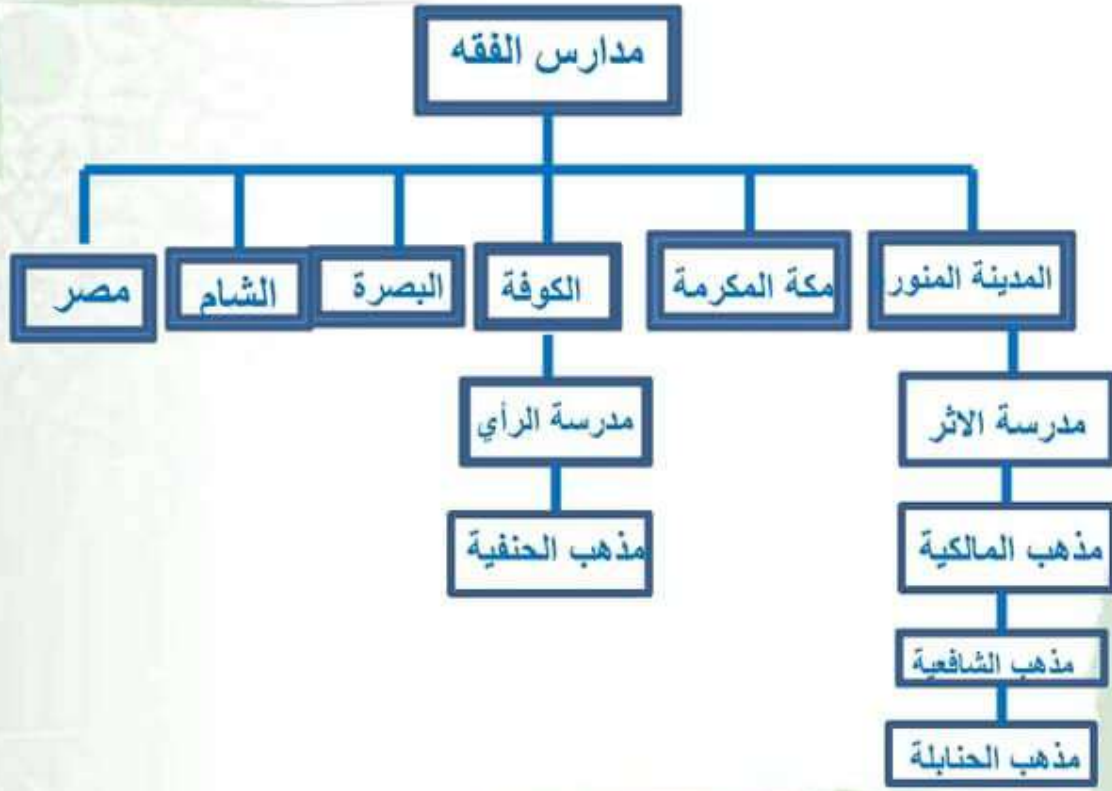 مدارس الفقه
المدينة المنور
مكة المكرمة
الكوفة
البصرة
الشام
مصر
مدرسة الاثر
مدرسة الرأي
مذهب المالكية
مذهب الحنفية
مذهب الشافعية
مذهب الحنابلة